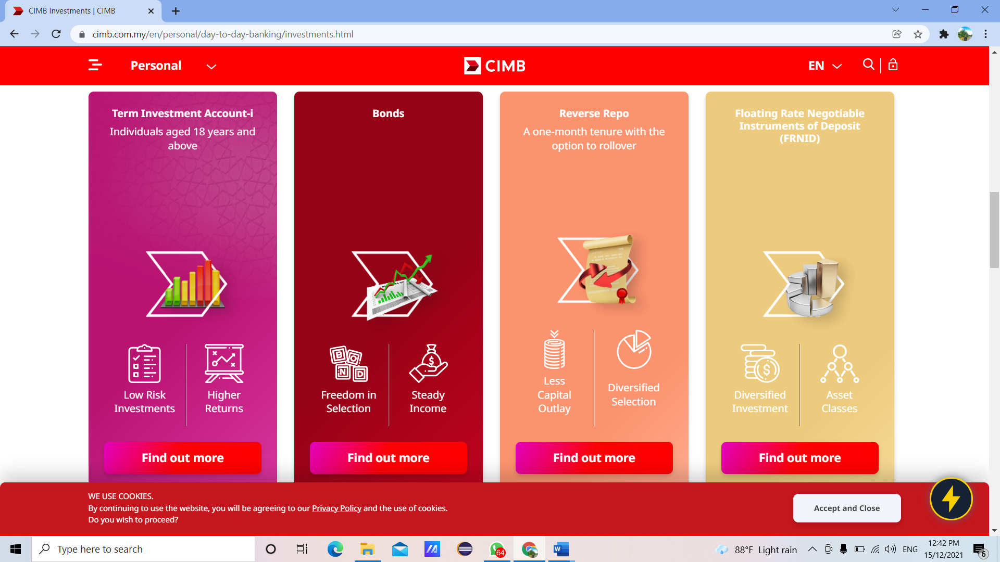 CIMB Investments | CIMB
cimb.com.my/en/personal/day-to-day-banking/investments.html
Personal
CIMB
EN
Term Investment Account-i
Individuals aged 18 years and
above
Low Risk
Investments
Higher
Returns
Find out more
Bonds
B O
N D
Freedom in
Selection
Steady
Income
Find out more
Reverse Repo
A one-month tenure with the
option to rollover
Less
Capital
Outlay
Diversified
Selection
Find out more
Floating Rate Negotiable
Instruments of Deposit
(FRNID)
Diversified
Investment
Asset
Classes
Find out more
WE USE COOKIES.
By continuing to use the website, you will be agreeing to our Privacy Policy and the use of cookies.
Do you wish to proceed?
Accept and Close
Type here to search
64
W
88°F Light rain
ENG
12:42 PM
15/12/2021
6